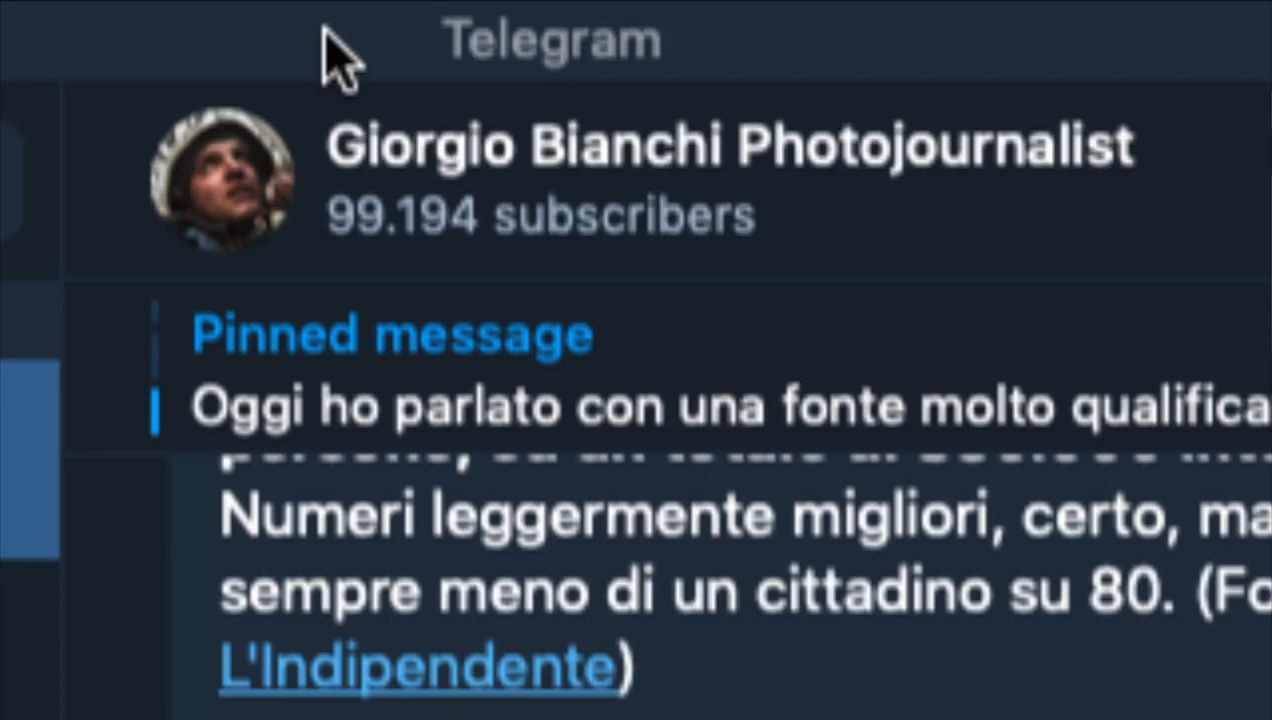 Telegram
Giorgio Bianchi Photojournalist
99.194 subscribers
Pinned message
Oggi ho parlato con una fonte molto qualifica
Numeri leggermente migliori, certo, ma
sempre meno di un cittadino su 80. (Fo
L'Indipendente)